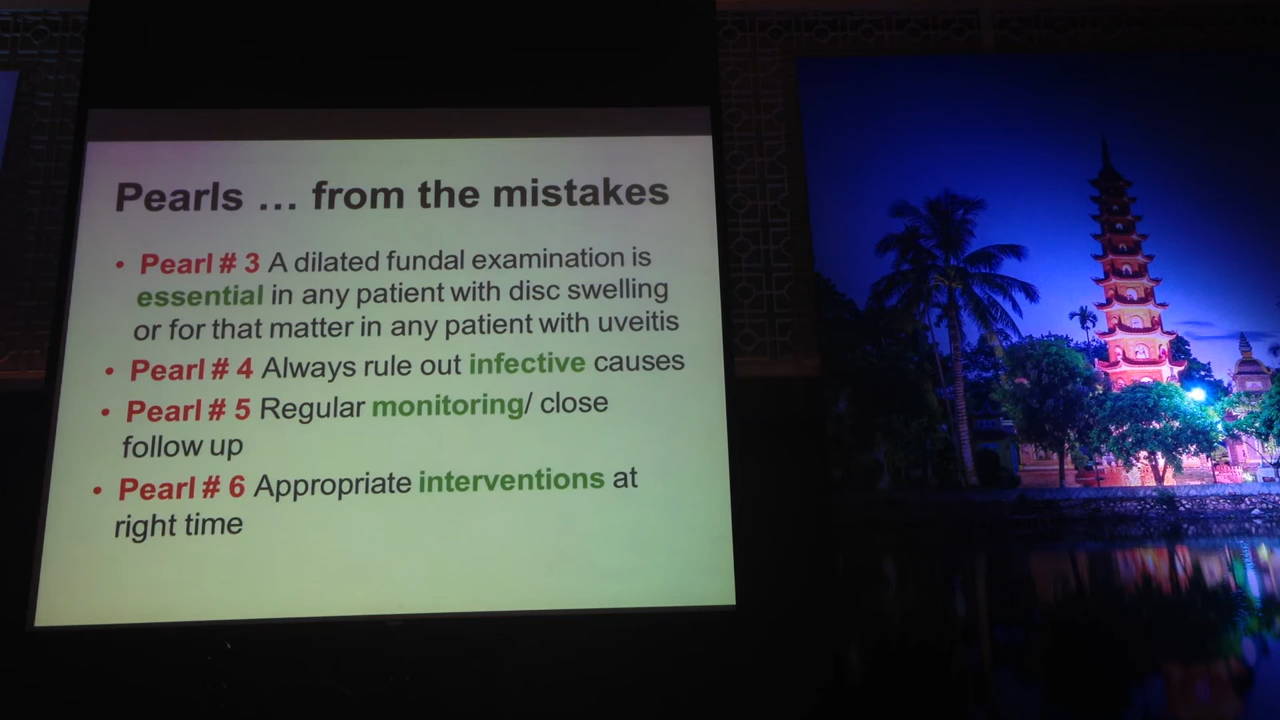 Pearls ... from the mistakes
• Pearl # 3 A dilated fundal examination is
essential in any patient with disc swelling
or for that matter in any patient with uveitis
• Pearl # 4 Always rule out infective causes
• Pearl # 5 Regular monitoring/ close
follow up
• Pearl # 6 Appropriate interventions at
right time